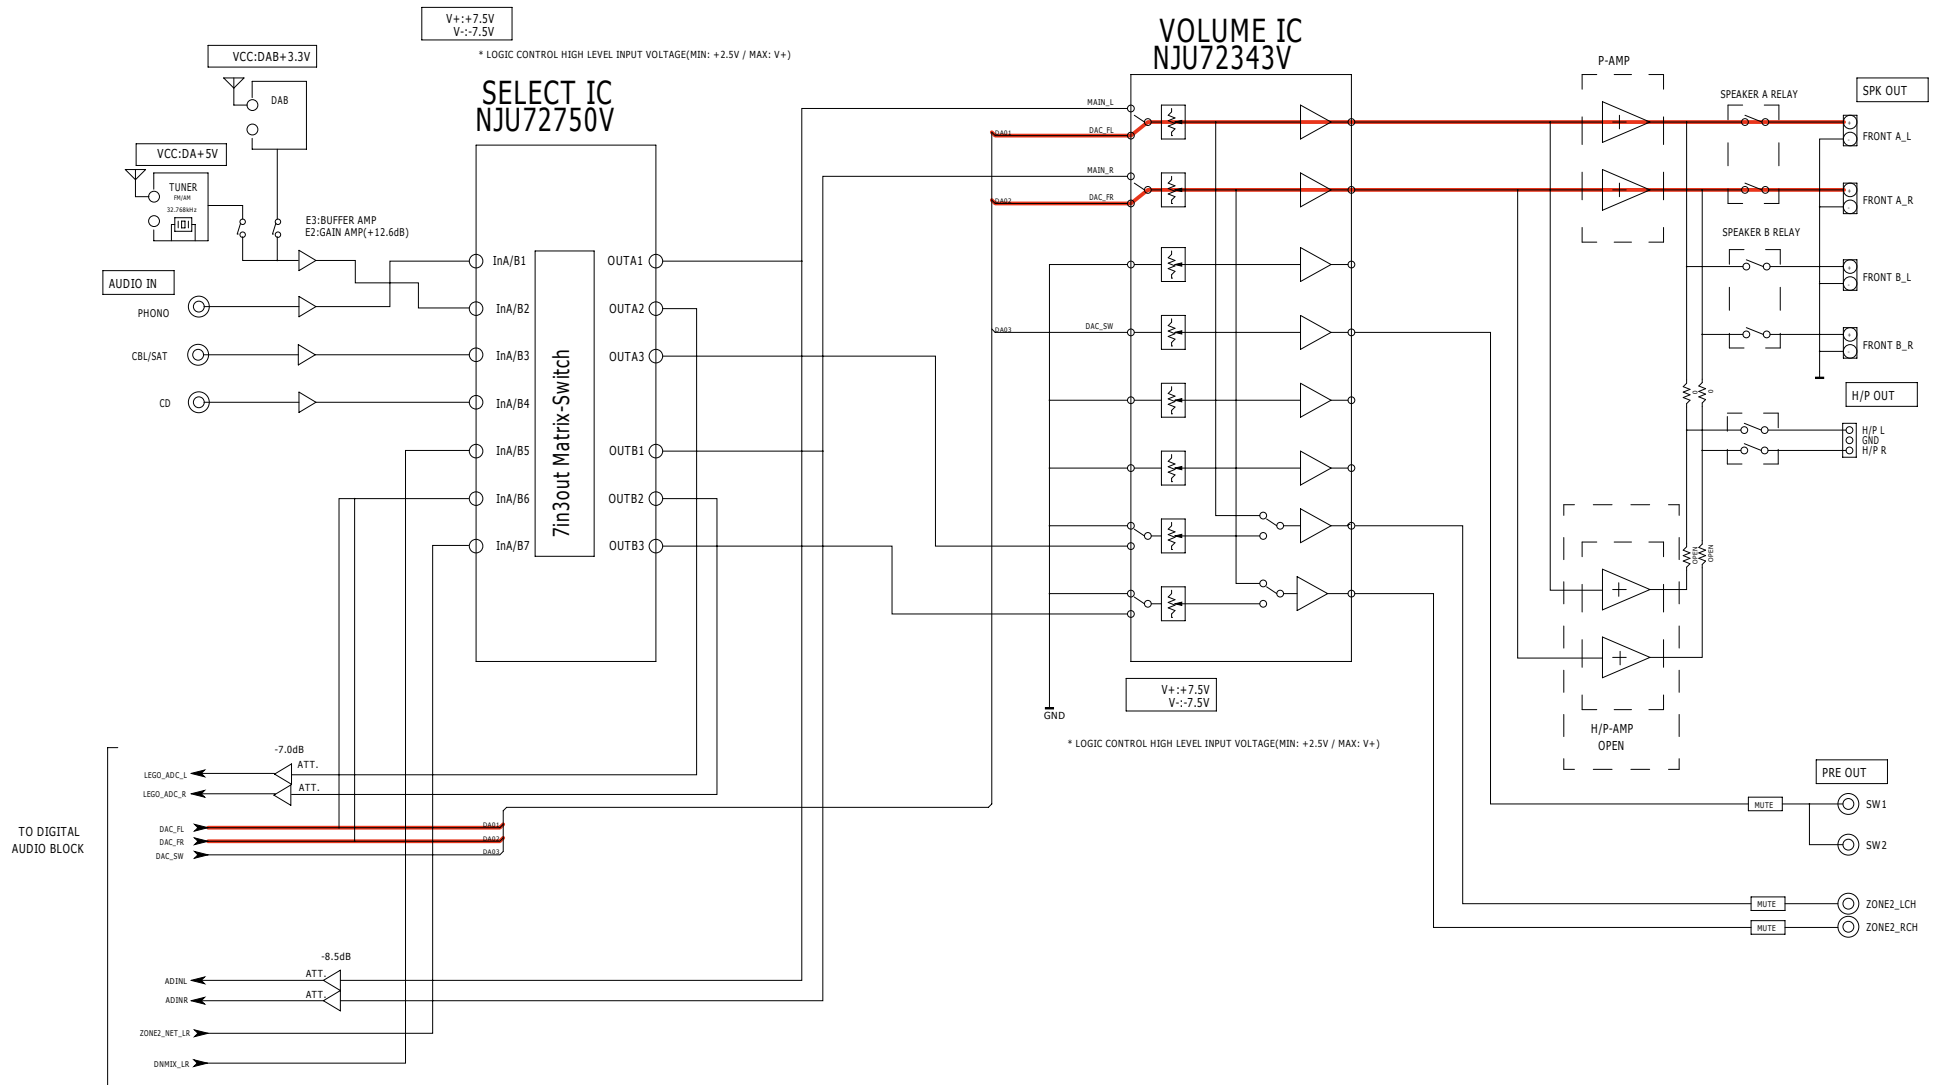 V+:+7.5V
V-:-7.5V
* LOGIC CONTROL HIGH LEVEL INPUT VOLTAGE(MIN: +2.5V / MAX: V+)
VCC:DAB+3.3V
DAB
VCC:DA+5V
TUNER
FM/AM
32.768kHz
E3:BUFFER AMP
E2:GAIN AMP(+12.6dB)
AUDIO IN
PHONO
CBL/SAT
CD
SELECT IC
NJU72750V
InA/B1
InA/B2
InA/B3
InA/B4
InA/B5
InA/B6
InA/B7
7in3out Matrix-Switch
OUTA1
OUTA2
OUTA3
OUTB1
OUTB2
OUTB3
VOLUME IC
NJU72343V
MAIN_L
DA01
DAC_FL
MAIN_R
DA02
DAC_FR
DA03
DAC_SW
GND
V+:+7.5V
V-:-7.5V
* LOGIC CONTROL HIGH LEVEL INPUT VOLTAGE(MIN: +2.5V / MAX: V+)
P-AMP
SPEAKER A RELAY
SPK OUT
+
-
FRONT A_L
+
-
FRONT A_R
SPEAKER B RELAY
+
-
FRONT B_L
+
-
FRONT B_R
0
0
H/P OUT
H/P L
GND
H/P R
OPEN
OPEN
H/P-AMP
OPEN
PRE OUT
MUTE
SW1
SW2
MUTE
ZONE2_LCH
MUTE
ZONE2_RCH
-7.0dB
ATT.
LEGO_ADC_L
ATT.
LEGO_ADC_R
TO DIGITAL
AUDIO BLOCK
DAC_FL
DA01
DAC_FR
DA02
DAC_SW
DA03
-8.5dB
ATT.
ADINL
ATT.
ADINR
ZONE2_NET_LR
DNMIX_LR